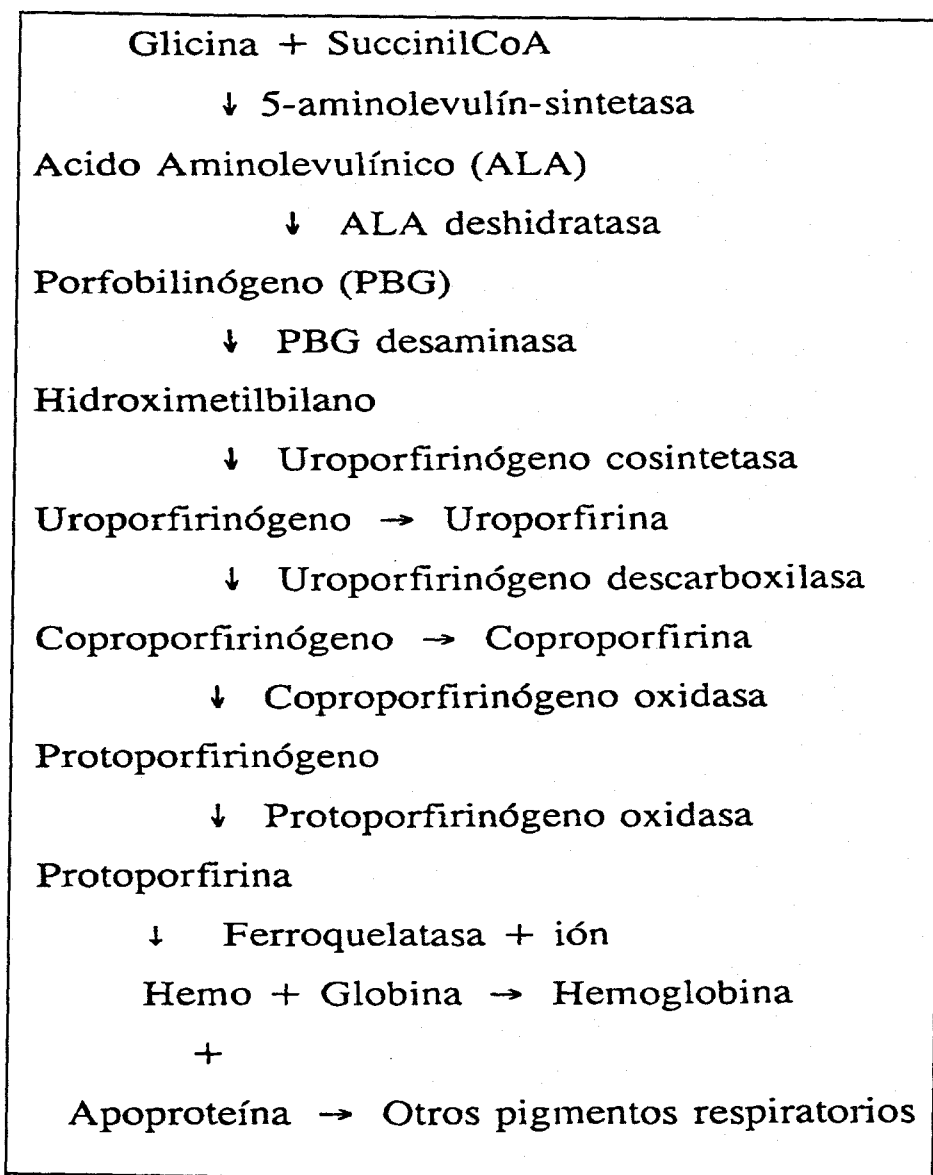 Glicina + SuccinilCoA
↓ 5-aminolevulín-sintetasa
Acido Aminolevulínico (ALA)
↓ ALA deshidratasa
Porfobilinógeno (PBG)
↓ PBG desaminasa
Hidroximetilbilano
↓ Uroporfirinógeno cosintetasa
Uroporfirinógeno → Uroporfirina
↓ Uroporfirinógeno descarboxilasa
Coproporfirinógeno → Coproporfirina
↓ Coproporfirinógeno oxidasa
Protoporfirinógeno
↓ Protoporfirinógeno oxidasa
Protoporfirina
↓ Ferroquelatasa + ión
Hemo + Globina → Hemoglobina
+
Apoproteína → Otros pigmentos respiratorios